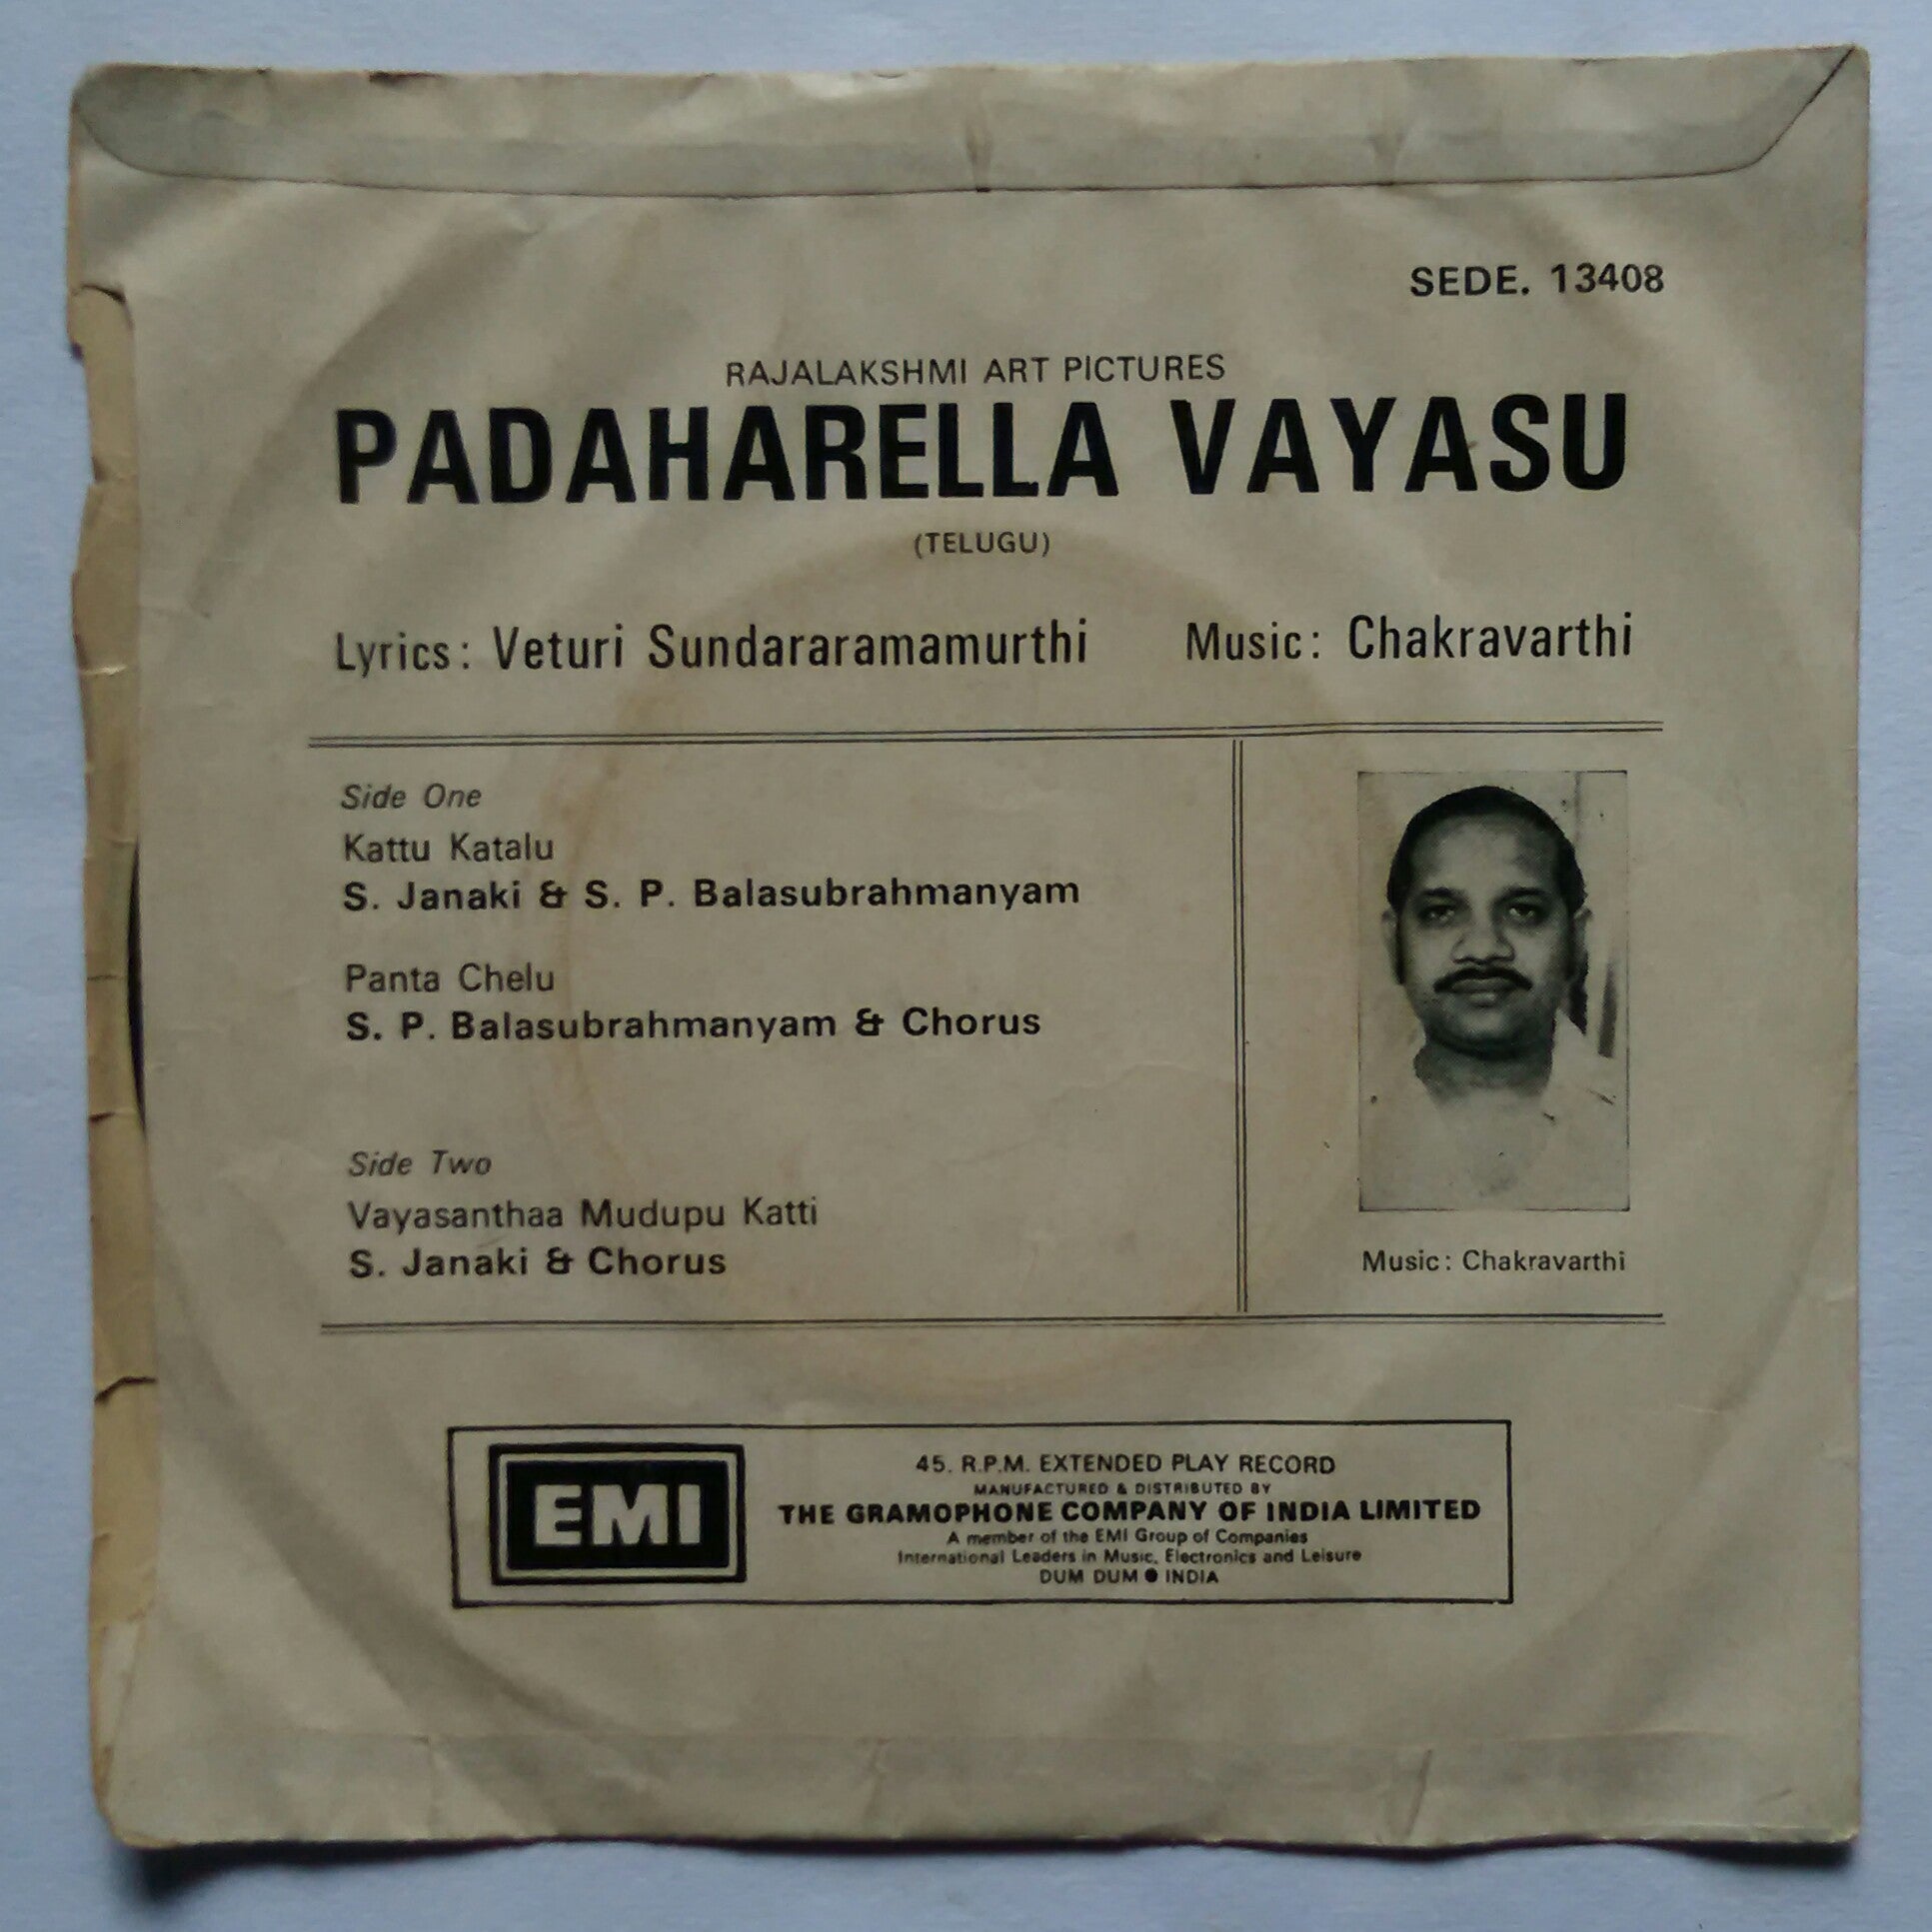 SEDE. 13408
RAJALAKSHMI ART PICTURES
PADAHARELLA VAYASU
(TELUGU)
Lyrics: Veturi Sundararamamurthi Music: Chakravarthi
Side One
Kattu Katalu
S. Janaki & S. P. Balasubrahmanyam
Panta Chelu
S. P. Balasubrahmanyam & Chorus
Side Two
Vayasanthaa Mudupu Katti
S. Janaki & Chorus
Music: Chakravarthi
EMI
45. R.P.M. EXTENDED PLAY RECORD
MANUFACTURED & DISTRIBUTED BY
THE GRAMOPHONE COMPANY OF INDIA LIMITED
A member of the EMI Group of Companies
International Leaders in Music, Electronics and Leisure
DUM DUM ● INDIA